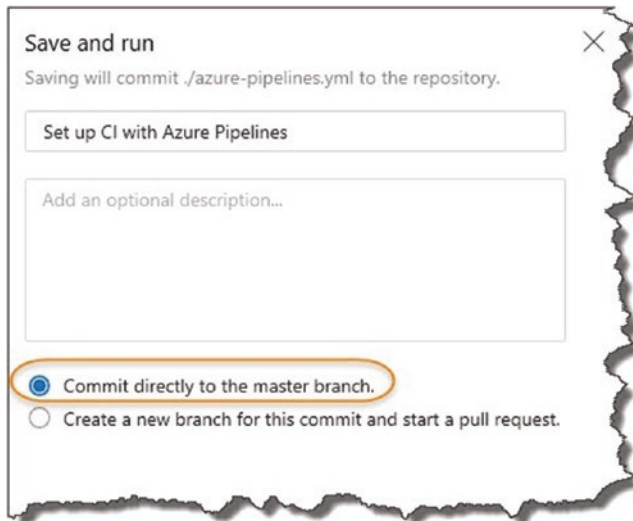 Save and run
Saving will commit ./azure-pipelines.yml to the repository.
Set up CI with Azure Pipelines
Add an optional description...
Commit directly to the master branch.
Create a new branch for this commit and start a pull request.